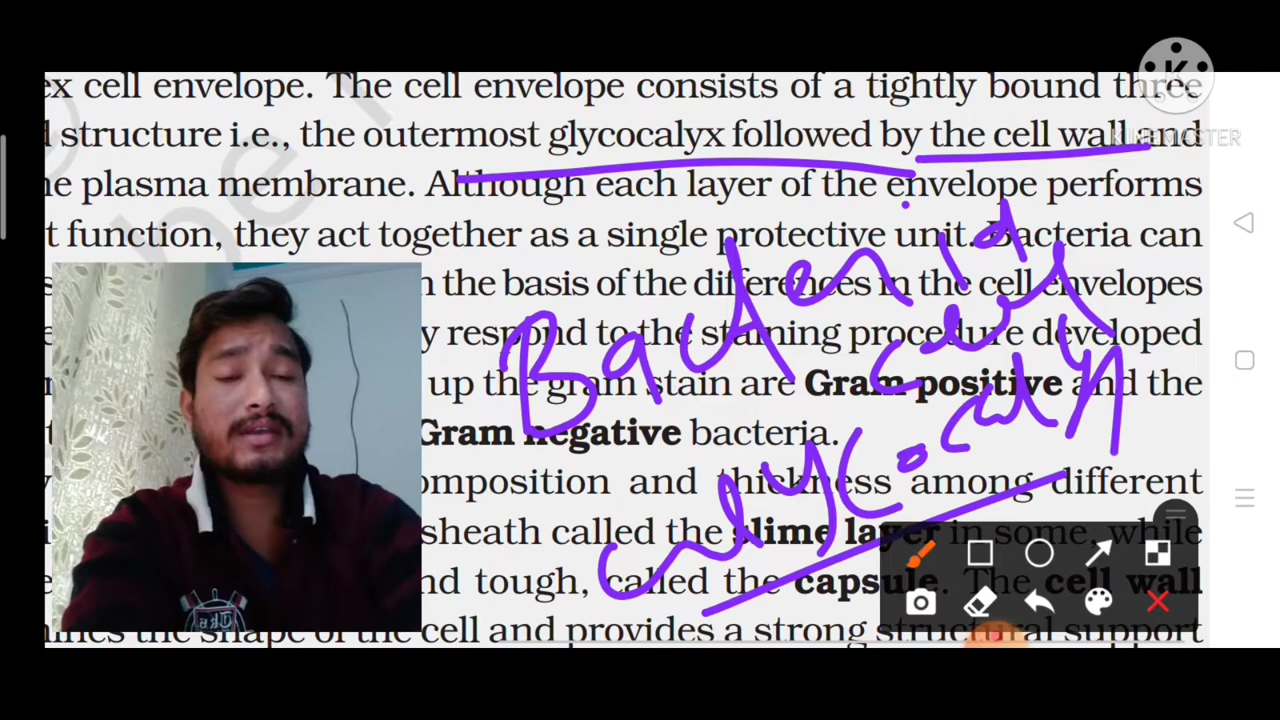 ex cell envelope. The cell envelope consists of a tightly bound three
d structure i.e., the outermost glycocalyx followed by the cell wall and
ne plasma membrane. Although each layer of the envelope performs
t function, they act together as a single protective unit. Bacteria can
n the basis of the differences in the cell envelopes
y respond to the staining procedure developed
up the gram stain are Gram positive and the
Gram negative bacteria.
omposition and thickness among different
sheath called the slime layer in some, while
nd tough, called the capsule. The cell wall
mines the shape of the cell and provides a strong structural support
Bacterial
cell
Glycocalyx
K
KINEMASTER